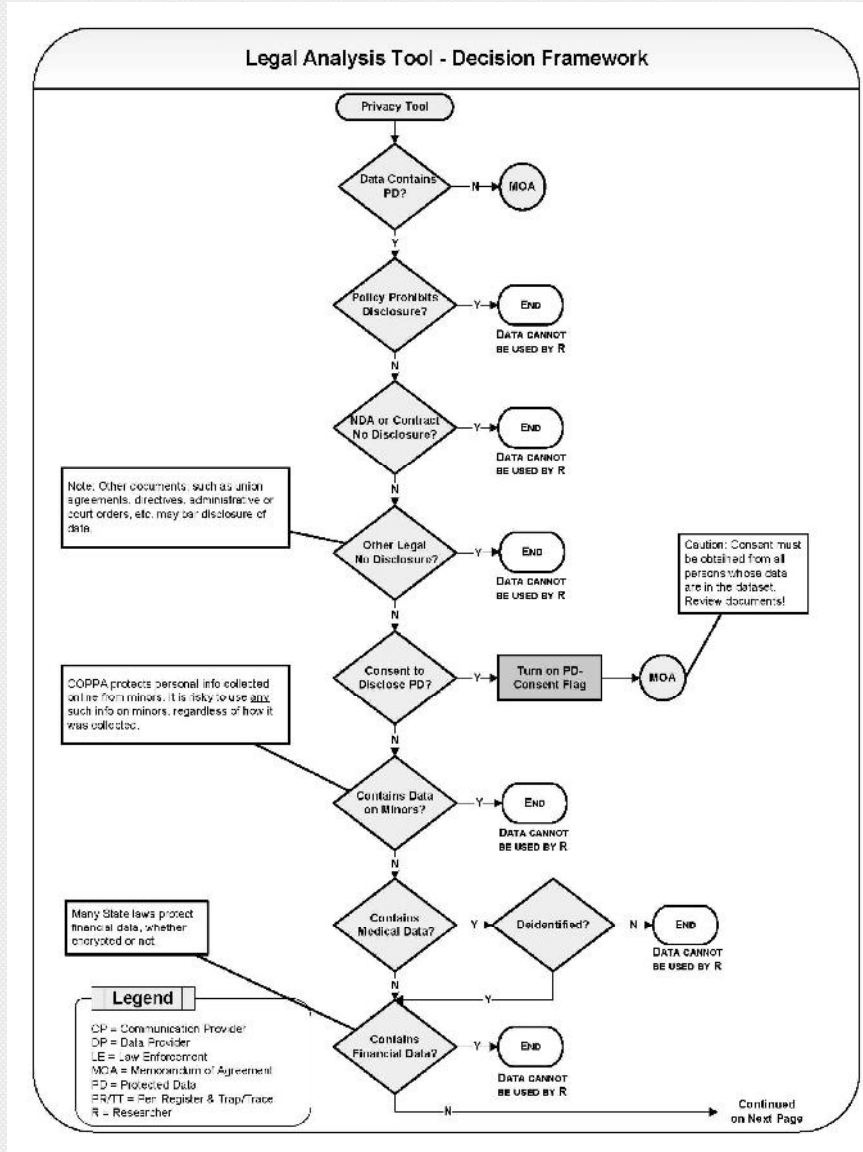 Legal Analysis Tool - Decision Framework
Privacy Tool
Data Contains
PD?
N
MOA
Y
Policy Prohibits
Disclosure?
Y
END
DATA CANNOT
BE USED BY R
N
NDA or Contract
No Disclosure?
Y
END
DATA CANNOT
BE USED BY R
N
Note: Other documents, such as union
agreements, directives, administrative or
court orders, etc. may bar disclosure of
data.
Other Legal
No Disclosure?
Y
END
DATA CANNOT
BE USED BY R
Caution: Consent must
be obtained from all
persons whose data
are in the dataset.
Review documents!
N
Consent to
Disclose PD?
Y
Turn on PD-
Consent Flag
MOA
COPPA protects personal info collected
online from minors. It is risky to use any
such info on minors, regardless of how it
was collected.
N
Contains Data
on Minors?
Y
END
DATA CANNOT
BE USED BY R
N
Contains
Medical Data?
Y
Deidentified?
N
END
DATA CANNOT
BE USED BY R
Many State laws protect
financial data, whether
encrypted or not
N
Y
Contains
Financial Data?
Y
END
DATA CANNOT
BE USED BY R
N
Continued
on Next Page
Legend
CP = Communication Provider
DP = Data Provider
LE = Law Enforcement
MOA = Memorandum of Agreement
PD = Protected Data
PR/TT = Pen Register & Trap/Trace
R = Researcher